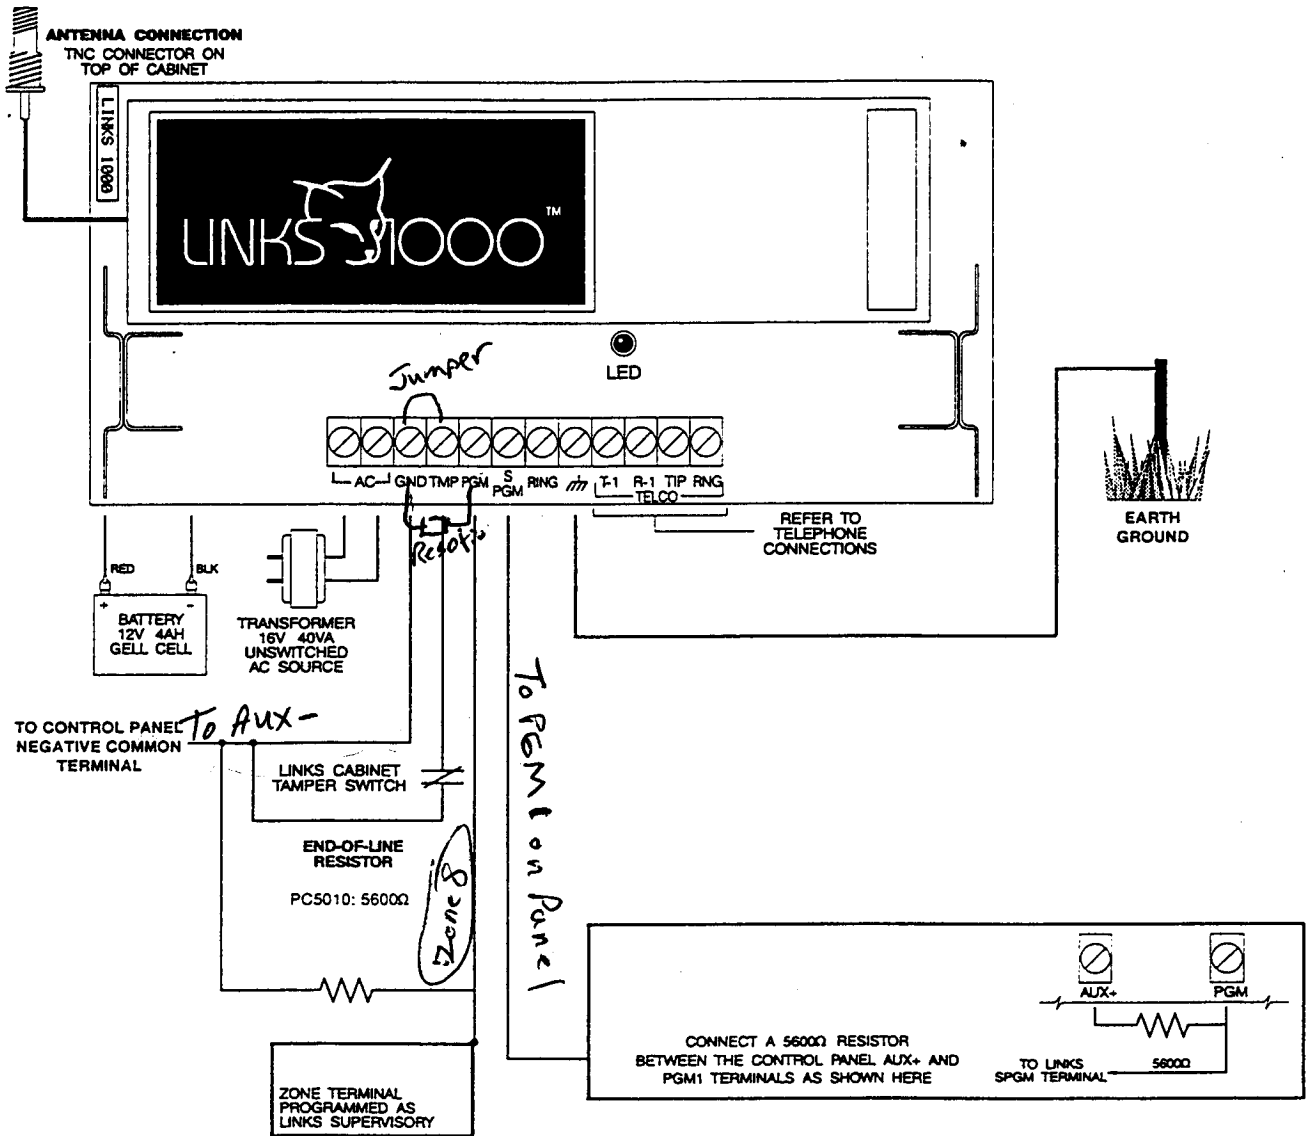 ANTENNA CONNECTION
TNC CONNECTOR ON
TOP OF CABINET
LINKS 1000
LINKS 1000™
LED
Jumper
AC GND TMP PGM S PGM RING T-1 R-1 TIP RNG
TELCO
RED
BLK
+ -
BATTERY
12V 4AH
GELL CELL
TRANSFORMER
16V 40VA
UNSWITCHED
AC SOURCE
REFER TO
TELEPHONE
CONNECTIONS
EARTH
GROUND
TO CONTROL PANEL
NEGATIVE COMMON
TERMINAL
To AUX-
LINKS CABINET
TAMPER SWITCH
END-OF-LINE
RESISTOR
PC5010: 5600Ω
Zone 8
To PGM1 on Panel
ZONE TERMINAL
PROGRAMMED AS
LINKS SUPERVISORY
CONNECT A 5600Ω RESISTOR
BETWEEN THE CONTROL PANEL AUX+ AND
PGM1 TERMINALS AS SHOWN HERE
AUX+
PGM
TO LINKS
SPGM TERMINAL
5600Ω